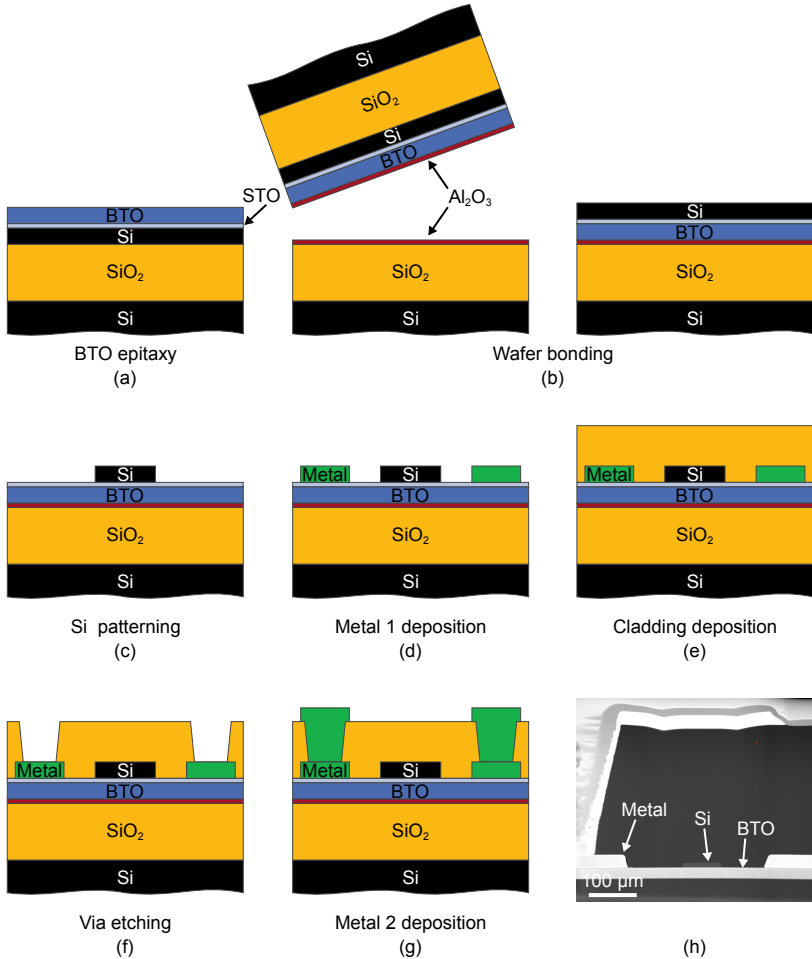 Si
SiO2
Si
BTO
STO
Al2O3
BTO
Si
SiO2
Si
SiO2
Si
Si
BTO
SiO2
Si
BTO epitaxy
(a)
Wafer bonding
(b)
Si
BTO
SiO2
Si
Si patterning
(c)
Metal
Si
BTO
SiO2
Si
Metal 1 deposition
(d)
Metal
Si
BTO
SiO2
Si
Cladding deposition
(e)
Metal
Si
BTO
SiO2
Si
Via etching
(f)
Metal
Si
BTO
SiO2
Si
Metal 2 deposition
(g)
Metal
Si
BTO
100 μm
(h)